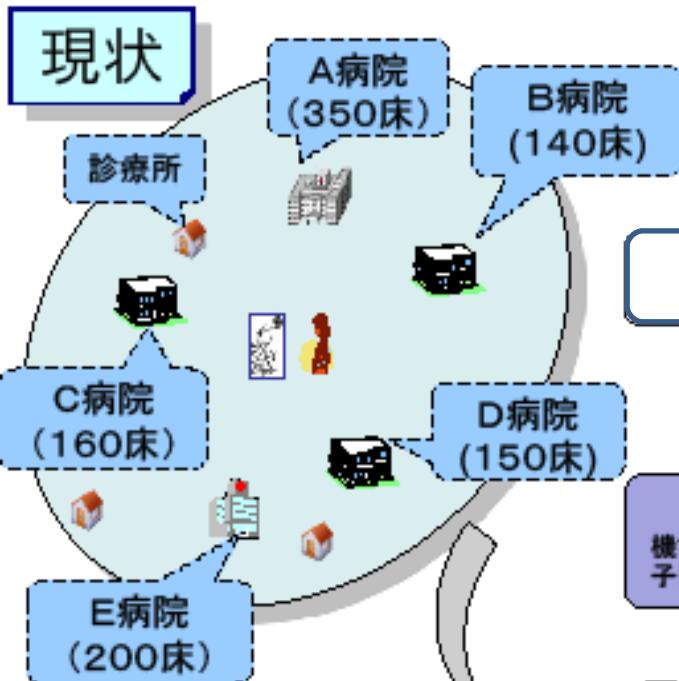 現状
A病院
（350床）
B病院
(140床)
診療所
C病院
（160床）
D病院
(150床)
E病院
（200床）
機
子